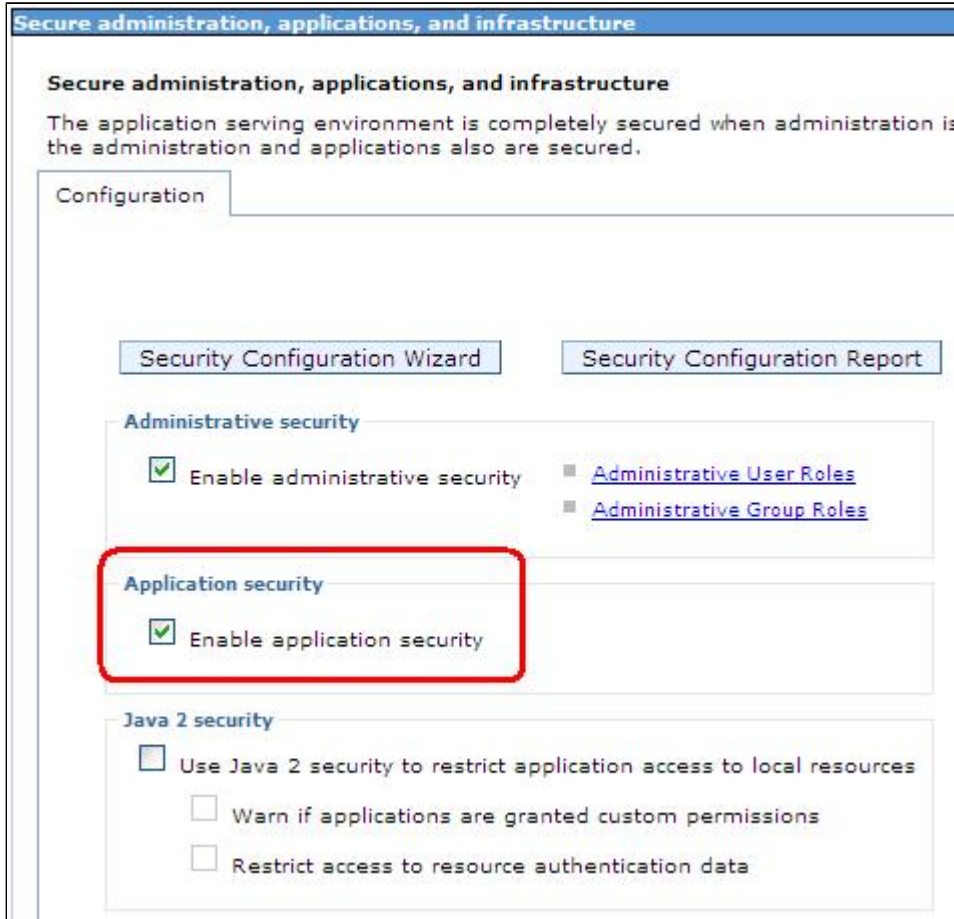 Secure administration, applications, and infrastructure
Secure administration, applications, and infrastructure
The application serving environment is completely secured when administration is
the administration and applications also are secured.
Configuration
Security Configuration Wizard Security Configuration Report
Administrative security
Enable administrative security Administrative User Roles
Administrative Group Roles
Application security
Enable application security
Java 2 security
Use Java 2 security to restrict application access to local resources
Warn if applications are granted custom permissions
Restrict access to resource authentication data